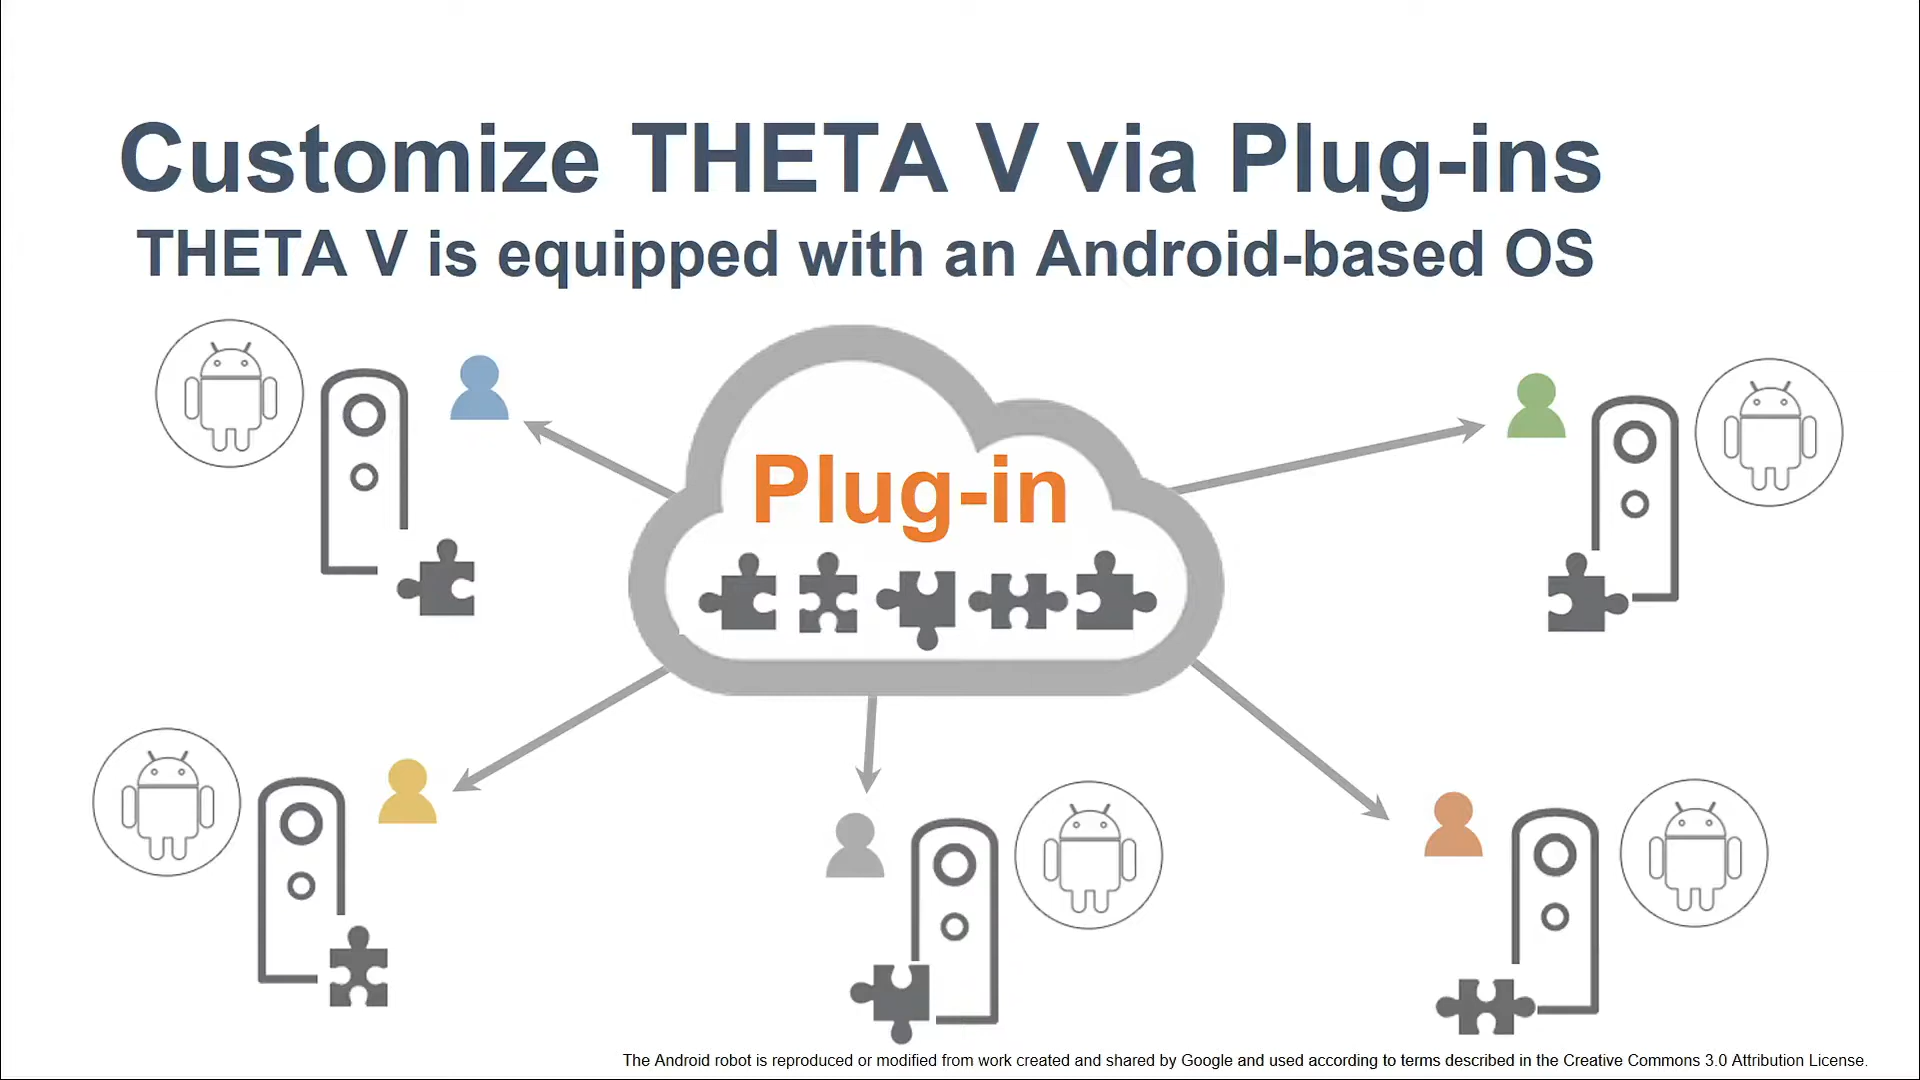 Customize THETA V via Plug-ins
THETA V is equipped with an Android-based OS
Plug-in
The Android robot is reproduced or modified from work created and shared by Google and used according to terms described in the Creative Commons 3.0 Attribution License.